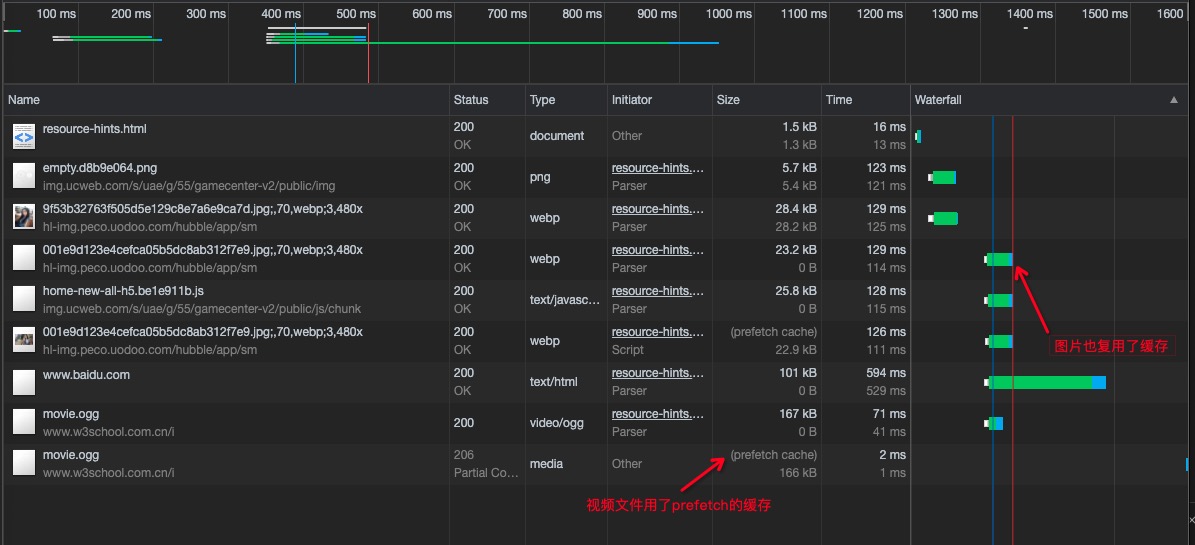 100 ms 200 ms 300 ms 400 ms 500 ms 600 ms 700 ms 800 ms 900 ms 1000 ms 1100 ms 1200 ms 1300 ms 1400 ms 1500 ms 1600
Name Status Type Initiator Size Time Waterfall ▲
resource-hints.html 200 OK document Other 1.5 kB 1.3 kB 16 ms 13 ms
empty.d8b9e064.png 200 resource-hints.... 5.7 kB 123 ms
img.ucweb.com/s/uae/g/55/gamecenter-v2/public/img OK png Parser 5.4 kB 121 ms
9f53b32763f505d5e129c8e7a6e9ca7d.jpg;,70,webp;3,480x 200 resource-hints.... 28.4 kB 129 ms
hl-img.peco.uodoo.com/hubble/app/sm OK webp Parser 28.2 kB 125 ms
001e9d123e4cefca05b5dc8ab312f7e9.jpg;,70,webp;3,480x 200 resource-hints.... 23.2 kB 129 ms
hl-img.peco.uodoo.com/hubble/app/sm OK webp Parser 0 B 114 ms
home-new-all-h5.be1e911b.js 200 resource-hints.... 25.8 kB 128 ms
img.ucweb.com/s/uae/g/55/gamecenter-v2/public/js/chunk OK text/javasc... Parser 0 B 115 ms
001e9d123e4cefca05b5dc8ab312f7e9.jpg;,70,webp;3,480x 200 resource-hints.... (prefetch cache) 126 ms
hl-img.peco.uodoo.com/hubble/app/sm OK webp Script 22.9 kB 111 ms
图片也复用了缓存
www.baidu.com 200 OK text/html resource-hints.... Parser 101 kB 0 B 594 ms 529 ms
movie.ogg 200 resource-hints.... 167 kB 71 ms
www.w3school.com.cn/i video/ogg Parser 0 B 41 ms
movie.ogg 206 (prefetch cache) 2 ms
www.w3school.com.cn/i Partial Co... media Other 166 kB 1 ms
视频文件用了prefetch的缓存